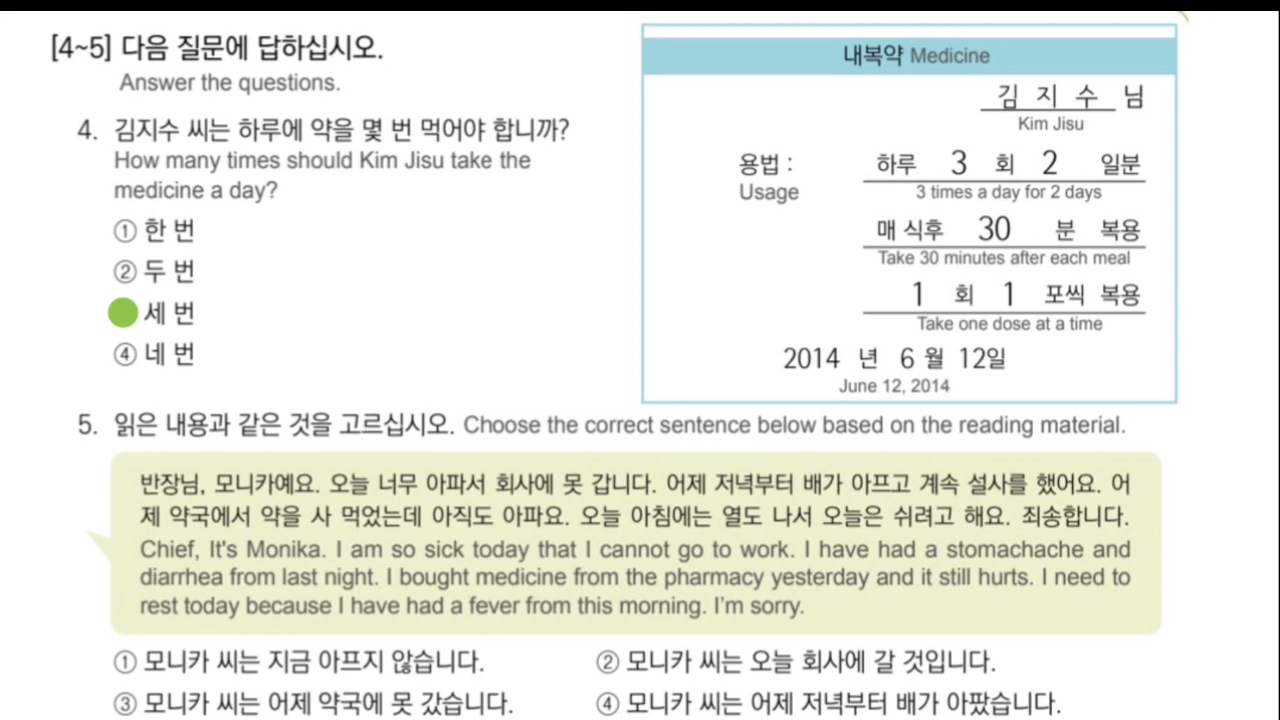 [4~5] 다음 질문에 답하십시오.
Answer the questions.
4. 김지수 씨는 하루에 약을 몇 번 먹어야 합니까?
How many times should Kim Jisu take the
medicine a day?
① 한 번
② 두 번
세 번
④ 네 번
내복약 Medicine
김 지 수 님
Kim Jisu
용법 : 하루 3 회 2 일분
Usage 3 times a day for 2 days
매 식후 30 분 복용
Take 30 minutes after each meal
1 회 1 포씩 복용
Take one dose at a time
2014 년 6 월 12일
June 12, 2014
5. 읽은 내용과 같은 것을 고르십시오. Choose the correct sentence below based on the reading material.
반장님, 모니카예요. 오늘 너무 아파서 회사에 못 갑니다. 어제 저녁부터 배가 아프고 계속 설사를 했어요. 어
제 약국에서 약을 사 먹었는데 아직도 아파요. 오늘 아침에는 열도 나서 오늘은 쉬려고 해요. 죄송합니다.
Chief, It's Monika. I am so sick today that I cannot go to work. I have had a stomachache and
diarrhea from last night. I bought medicine from the pharmacy yesterday and it still hurts. I need to
rest today because I have had a fever from this morning. I'm sorry.
① 모니카 씨는 지금 아프지 않습니다. ② 모니카 씨는 오늘 회사에 갈 것입니다.
③ 모니카 씨는 어제 약국에 못 갔습니다. ④ 모니카 씨는 어제 저녁부터 배가 아팠습니다.